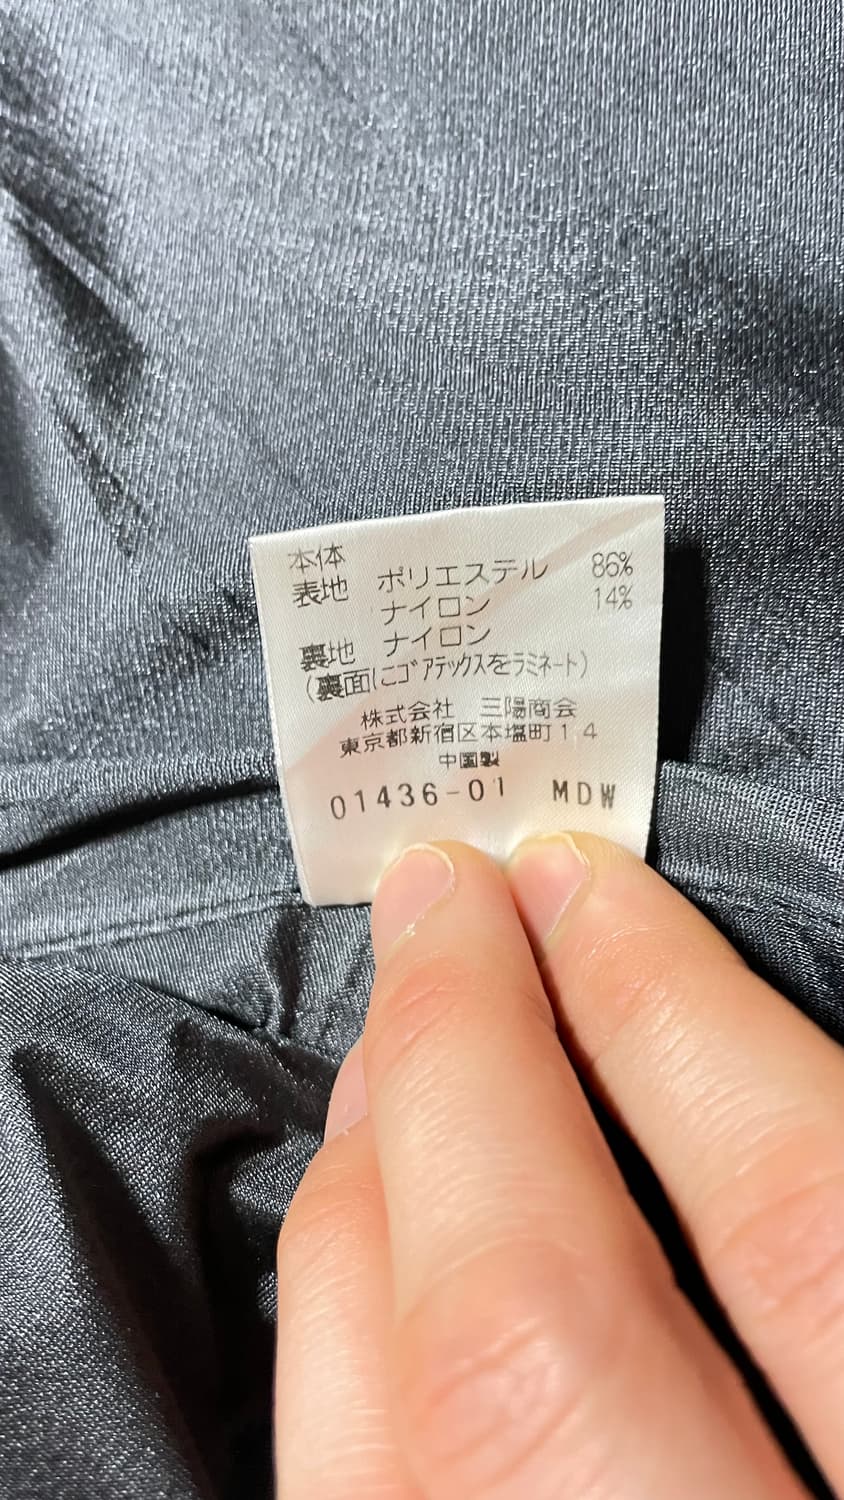 本体
表地 ポリエステル 86%
ナイロン 14%
裏地 ナイロン
(裏面にゴアテックスをラミネート)
株式会社 三陽商会
東京都新宿区本塩町14
中国製
01436-01 MDW